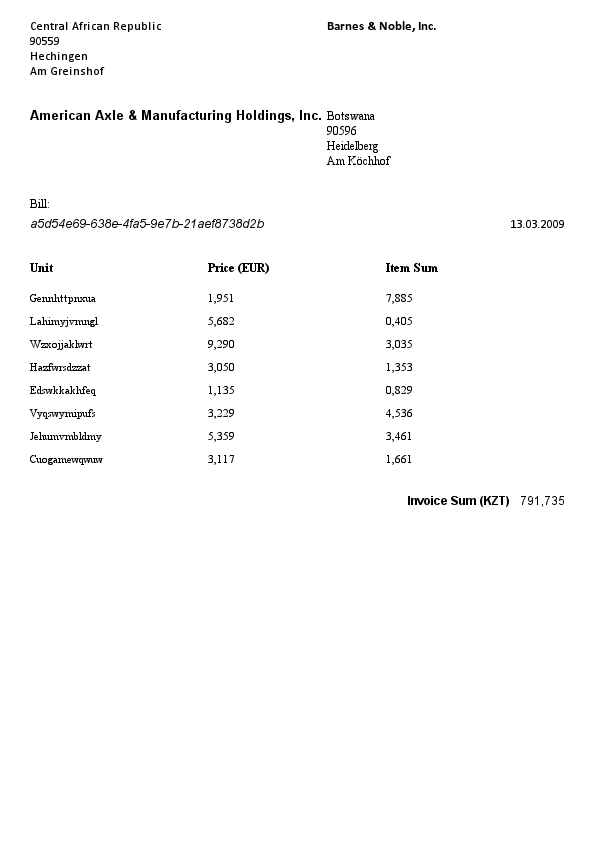 Central African Republic
90559
Hechingen
Am Greinshof
Barnes & Noble, Inc.
American Axle & Manufacturing Holdings, Inc.
Botswana
90596
Heidelberg
Am Köchhof
Bill:
a5d54e69-638e-4fa5-9e7b-21aef8738d2b 13.03.2009
Unit Price (EUR) Item Sum
Gennhttpnxua 1,951 7,885
Lahimyjvmngl 5,682 0,405
Wzxojjaklwrt 9,290 3,035
Hazfwrsdzzat 3,050 1,353
Edswkkakhfeq 1,135 0,829
Vyqswymipufs 3,229 4,536
Jehumvmbldmy 5,359 3,461
Cuogamewqwuw 3,117 1,661
Invoice Sum (KZT) 791,735